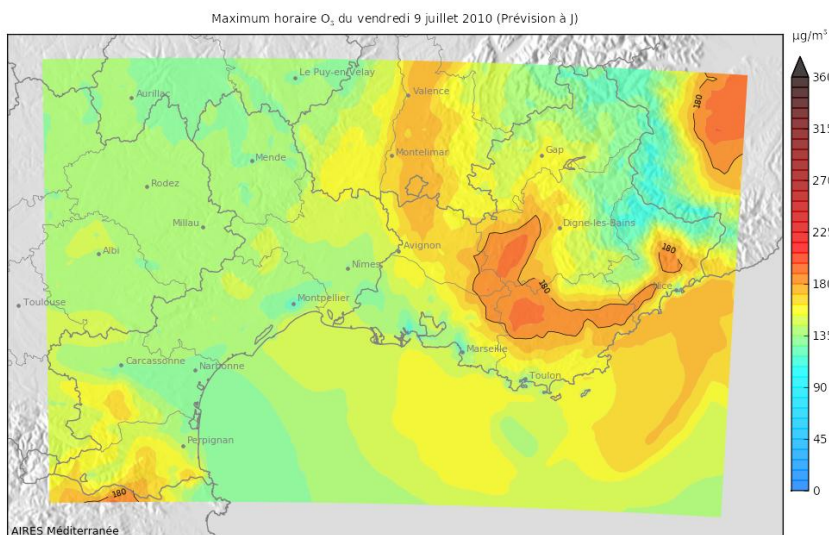 Maximum horaire O₃ du vendredi 9 juillet 2010 (Prévision à J)
µg/m³
360
315
270
225
180
135
90
45
0
Le Puy-en-Velay
Aurillac
Valence
180
Mende
Montelimar
Gap
Rodez
Millau
Digne-les-Bains
Albi
Avignon
180
Nîmes
180
Nice
Toulouse
Montpellier
Marseille
Carcassonne
Narbonne
Toulon
Perpignan
180
AIRES Méditerranée